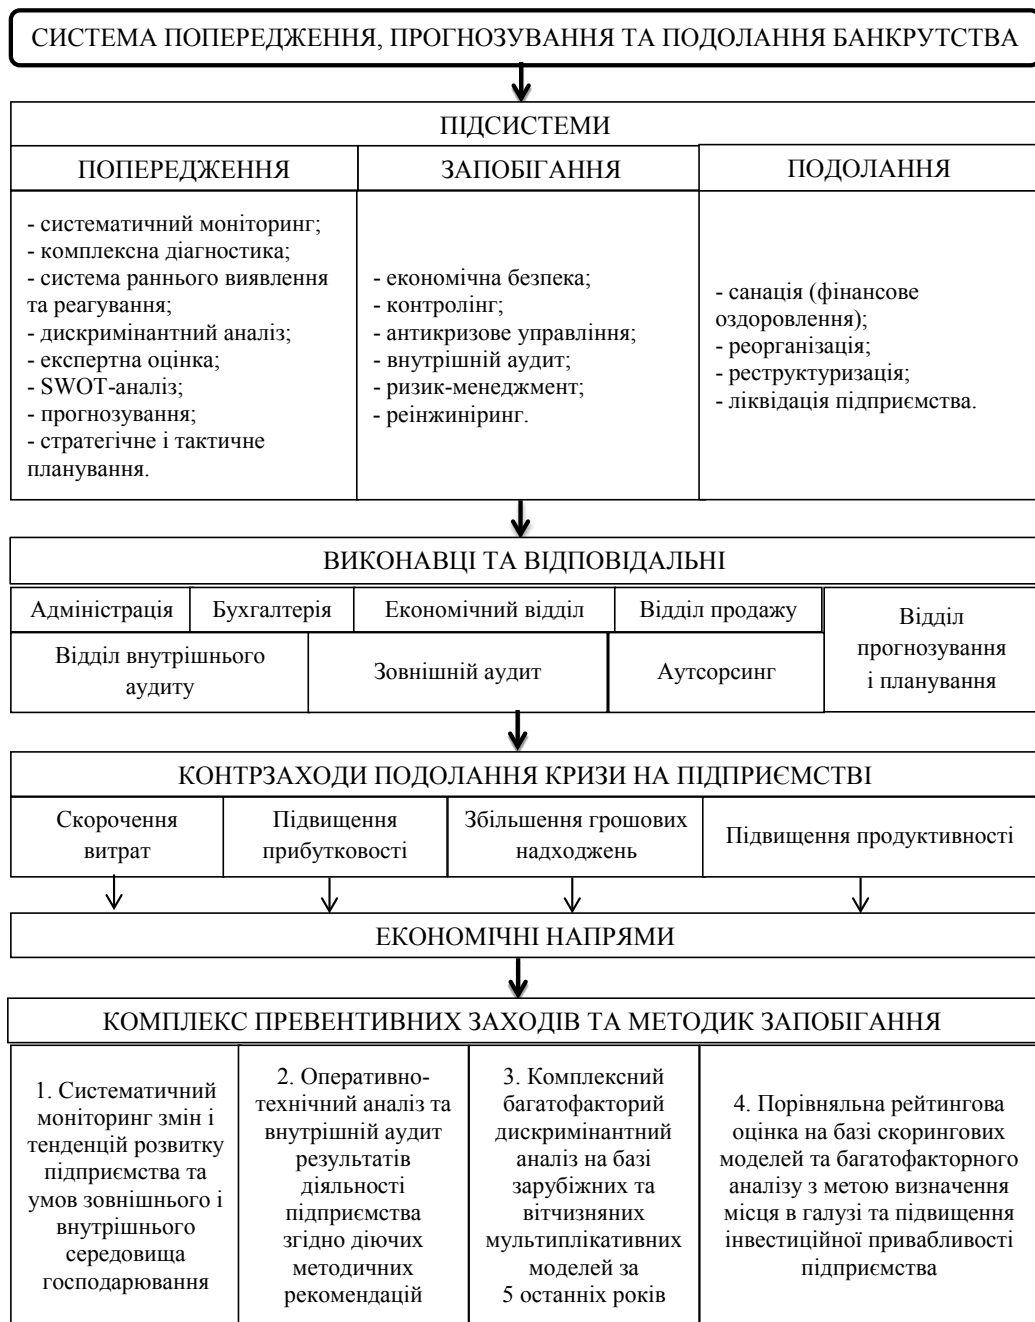 СИСТЕМА ПОПЕРЕДЖЕННЯ, ПРОГНОЗУВАННЯ ТА ПОДОЛАННЯ БАНКРУТСТВА
ПІДСИСТЕМИ
ПОПЕРЕДЖЕННЯ
- систематичний моніторинг;
- комплексна діагностика;
- система раннього виявлення
та реагування;
- дискримінантний аналіз;
- експертна оцінка;
- SWOT-аналіз;
- прогнозування;
- стратегічне і тактичне
планування.
ЗАПОБІГАННЯ
- економічна безпека;
- контролінг;
- антикризове управління;
- внутрішній аудит;
- ризик-менеджмент;
- реінжиніринг.
ПОДОЛАННЯ
- санація (фінансове
оздоровлення);
- реорганізація;
- реструктуризація;
- ліквідація підприємства.
ВИКОНАВЦІ ТА ВІДПОВІДАЛЬНІ
Адміністрація
Бухгалтерія
Економічний відділ
Відділ продажу
Відділ
прогнозування
і планування
Відділ внутрішнього
аудиту
Зовнішній аудит
Аутсорсинг
КОНТРЗАХОДИ ПОДОЛАННЯ КРИЗИ НА ПІДПРИЄМСТВІ
Скорочення
витрат
Підвищення
прибутковості
Збільшення грошових
надходжень
Підвищення продуктивності
ЕКОНОМІЧНІ НАПРЯМИ
КОМПЛЕКС ПРЕВЕНТИВНИХ ЗАХОДІВ ТА МЕТОДИК ЗАПОБІГАННЯ
1. Систематичний
моніторинг змін і
тенденцій розвитку
підприємства та
умов зовнішнього і
внутрішнього
середовища
господарювання
2. Оперативно-
технічний аналіз та
внутрішній аудит
результатів
діяльності
підприємства
згідно діючих
методичних
рекомендацій
3. Комплексний
багатофакторий
дискримінантний
аналіз на базі
зарубіжних та
вітчизняних
мультиплікативних
моделей за
5 останніх років
4. Порівняльна рейтингова
оцінка на базі скорингових
моделей та багатофакторного
аналізу з метою визначення
місця в галузі та підвищення
інвестиційної привабливості
підприємства